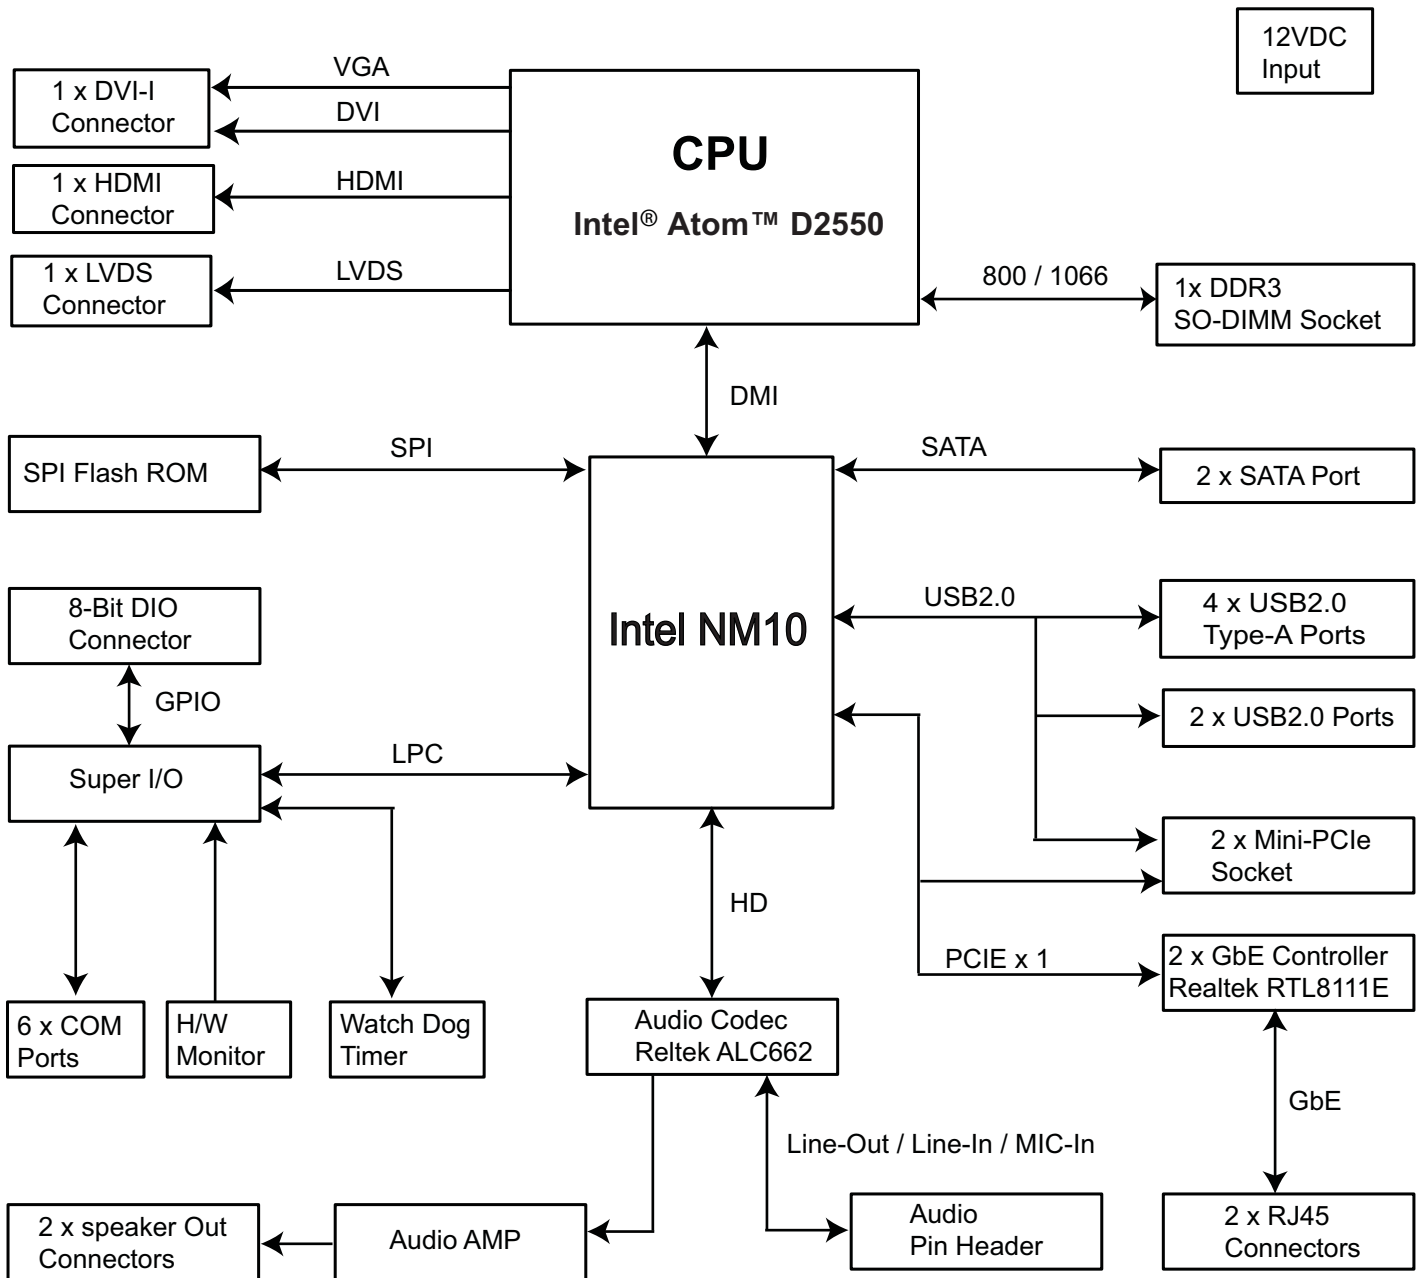 12VDC
Input
VGA
1 x DVI-I
Connector
DVI
CPU
Intel® Atom™ D2550
1 x HDMI
Connector
HDMI
1 x LVDS
Connector
LVDS
800 / 1066
1x DDR3
SO-DIMM Socket
DMI
SPI Flash ROM
SPI
SATA
2 x SATA Port
8-Bit DIO
Connector
GPIO
Intel NM10
USB2.0
4 x USB2.0
Type-A Ports
2 x USB2.0 Ports
Super I/O
LPC
2 x Mini-PCIe
Socket
HD
PCIE x 1
2 x GbE Controller
Realtek RTL8111E
6 x COM
Ports
H/W
Monitor
Watch Dog
Timer
Audio Codec
Reltek ALC662
GbE
Line-Out / Line-In / MIC-In
2 x speaker Out
Connectors
Audio AMP
Audio
Pin Header
2 x RJ45
Connectors